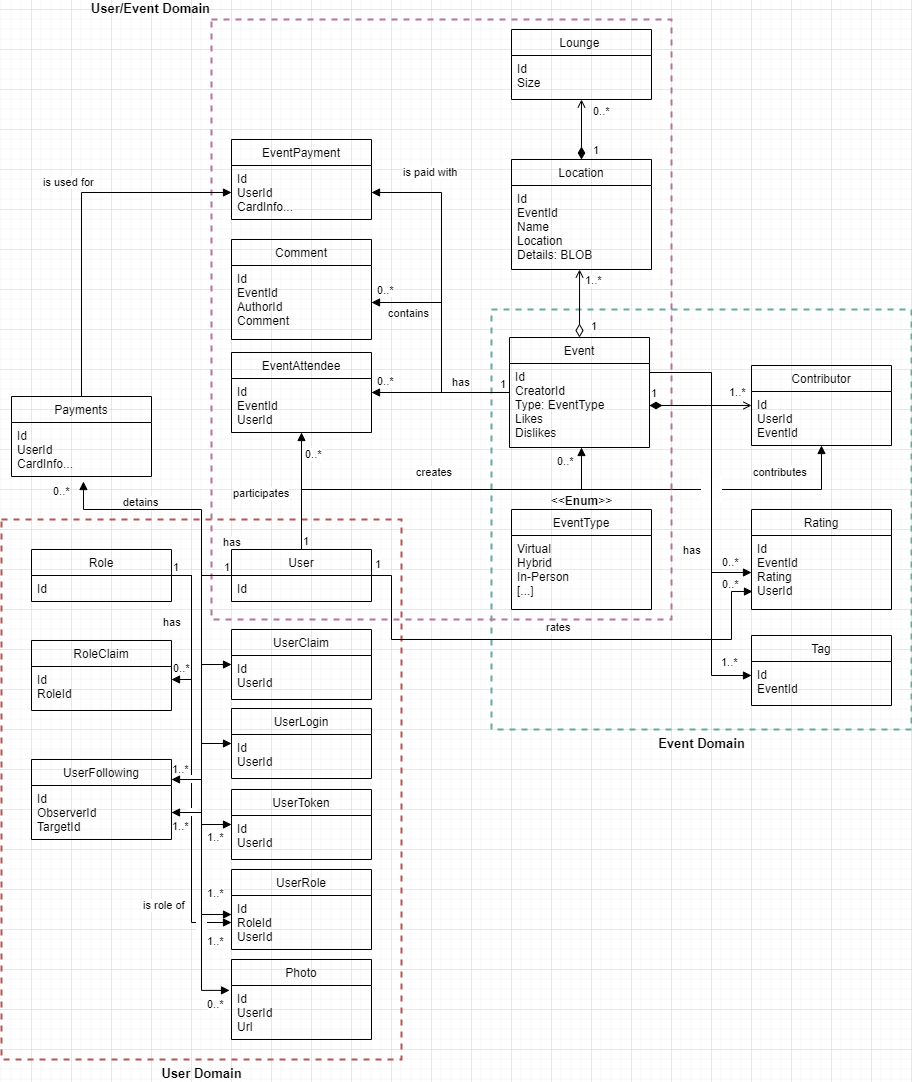 User/Event Domain
Lounge
Id
Size
0..*
1
EventPayment
Id
UserId
CardInfo...
is used for
is paid with
Location
Id
EventId
Name
Location
Details: BLOB
1..*
1
Comment
Id
EventId
AuthorId
Comment
0..*
contains
EventAttendee
Id
EventId
UserId
0..*
has
1
Event
Id
CreatorId
Type: EventType
Likes
Dislikes
1
1..*
Contributor
Id
UserId
EventId
Payments
Id
UserId
CardInfo...
0..*
detains
0..*
participates
creates
0..*
contributes
<<Enum>>
EventType
Virtual
Hybrid
In-Person
[...]
has
Rating
Id
EventId
Rating
UserId
0..*
0..*
rates
Tag
Id
EventId
1..*
Event Domain
Role
Id
1
has
has
1
1
User
Id
1
RoleClaim
Id
RoleId
0..*
UserClaim
Id
UserId
UserLogin
Id
UserId
UserFollowing
Id
ObserverId
TargetId
1..*
1..*
UserToken
Id
UserId
1..*
UserRole
Id
RoleId
UserId
1..*
1..*
is role of
Photo
Id
UserId
Url
0..*
User Domain